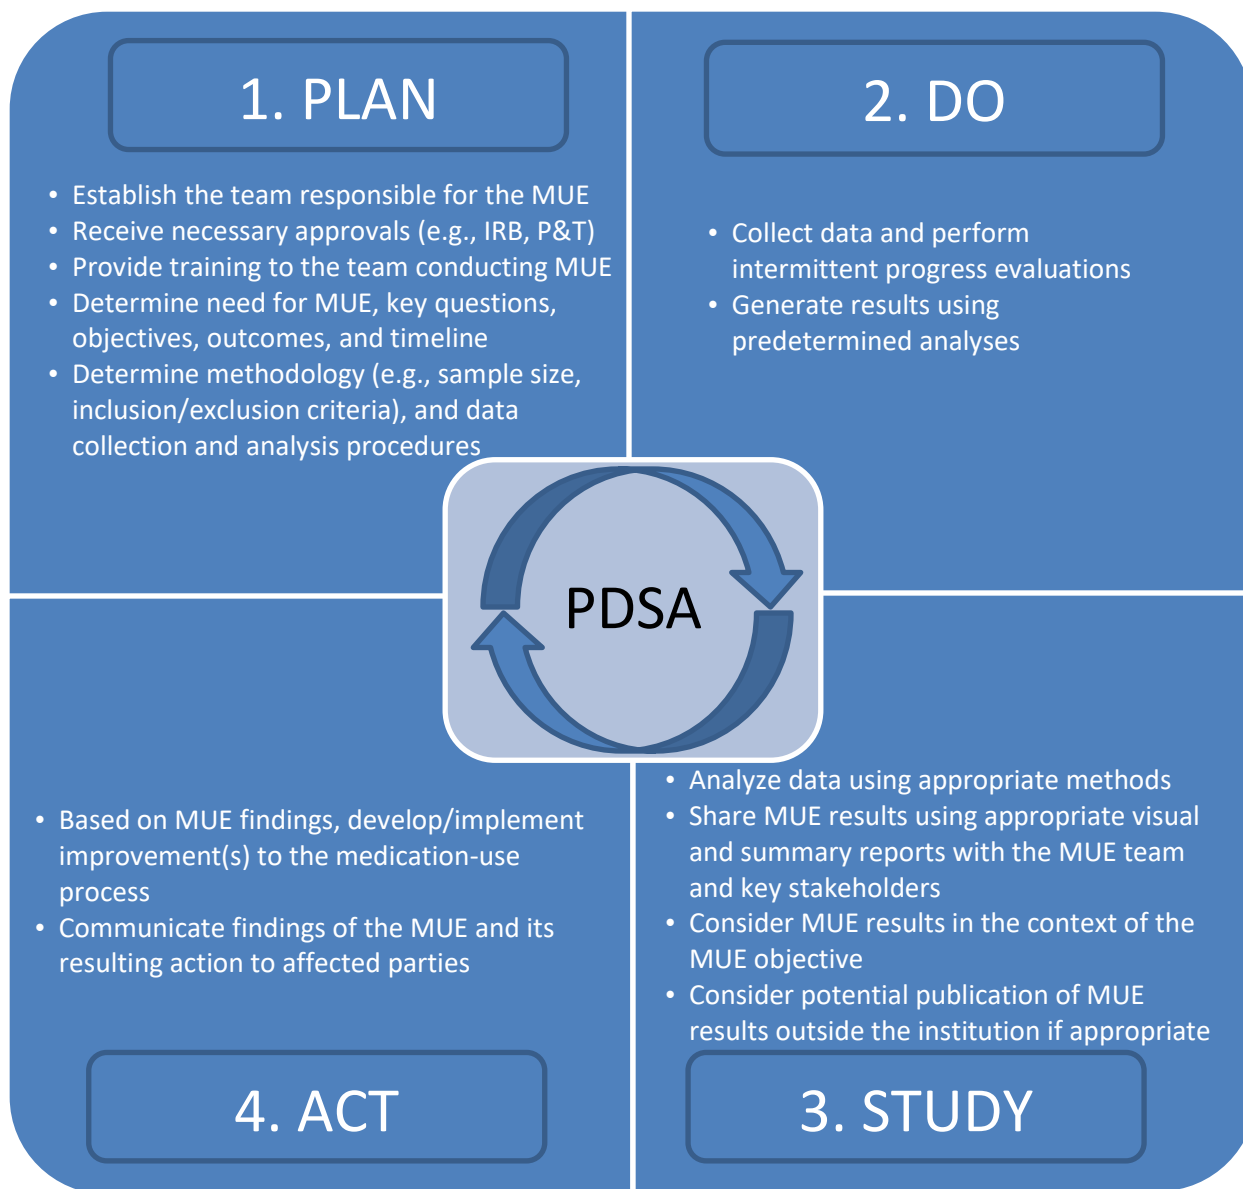 1. PLAN
• Establish the team responsible for the MUE
• Receive necessary approvals (e.g., IRB, P&T)
• Provide training to the team conducting MUE
• Determine need for MUE, key questions,
objectives, outcomes, and timeline
• Determine methodology (e.g., sample size,
inclusion/exclusion criteria), and data
collection and analysis procedures
2. DO
• Collect data and perform
intermittent progress evaluations
• Generate results using
predetermined analyses
PDSA
• Analyze data using appropriate methods
• Share MUE results using appropriate visual
and summary reports with the MUE team
and key stakeholders
• Consider MUE results in the context of the
MUE objective
• Consider potential publication of MUE
results outside the institution if appropriate
3. STUDY
• Based on MUE findings, develop/implement
improvement(s) to the medication-use
process
• Communicate findings of the MUE and its
resulting action to affected parties
4. ACT